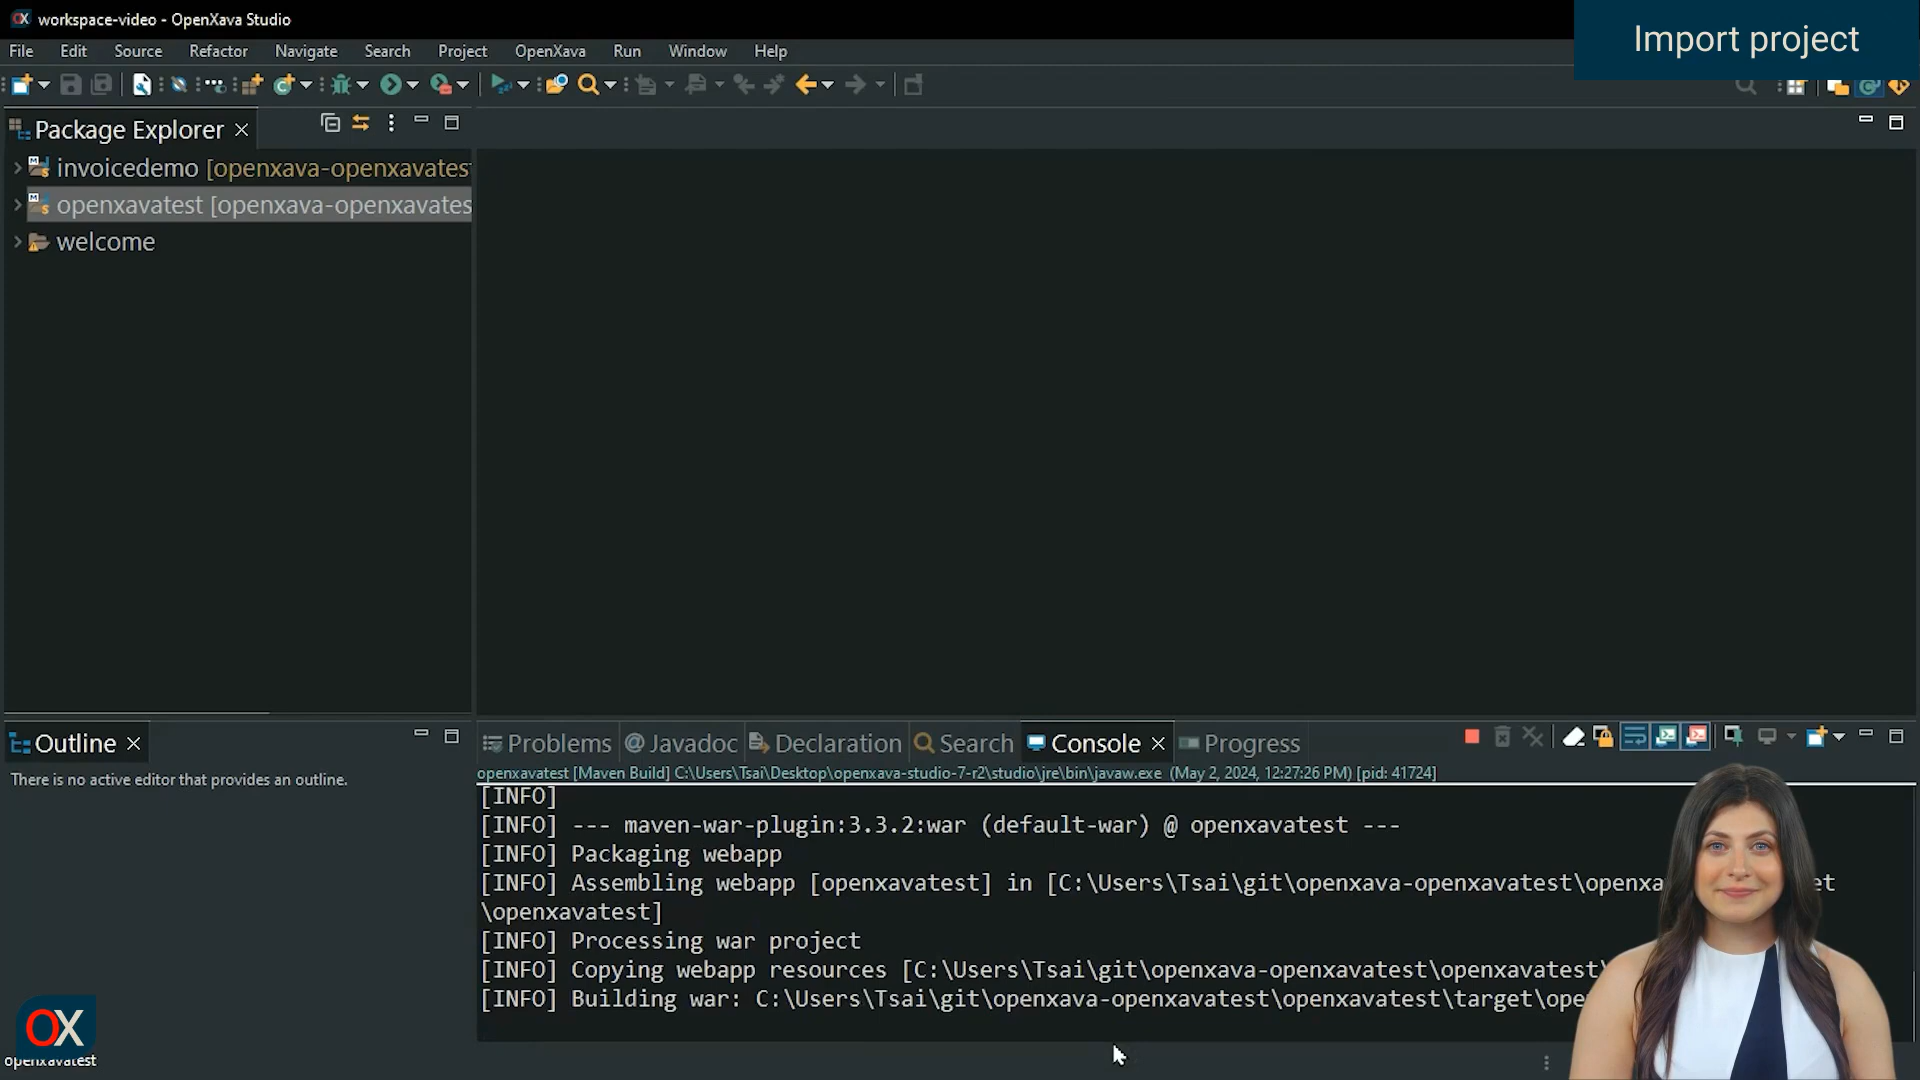 workspace-video - OpenXava Studio
Import project
File Edit Source Refactor Navigate Search Project OpenXava Run Window Help
Package Explorer
invoicedemo [openxava-openxavatest
openxavatest [openxava-openxavates
welcome
Outline
There is no active editor that provides an outline.
Problems @ Javadoc Declaration Search Console Progress
openxavatest [Maven Build] C:\Users\Tsai\Desktop\openxava-studio-7-r2\studio\jre\bin\javaw.exe (May 2, 2024, 12:27:26 PM) [pid: 41724]
[INFO]
[INFO] --- maven-war-plugin:3.3.2:war (default-war) @ openxavatest ---
[INFO] Packaging webapp
[INFO] Assembling webapp [openxavatest] in [C:\Users\Tsai\git\openxava-openxavatest\openxa et
\openxavatest]
[INFO] Processing war project
[INFO] Copying webapp resources [C:\Users\Tsai\git\openxava-openxavatest\openxavatest\
[INFO] Building war: C:\Users\Tsai\git\openxava-openxavatest\openxavatest\target\ope
OX
openxavatest